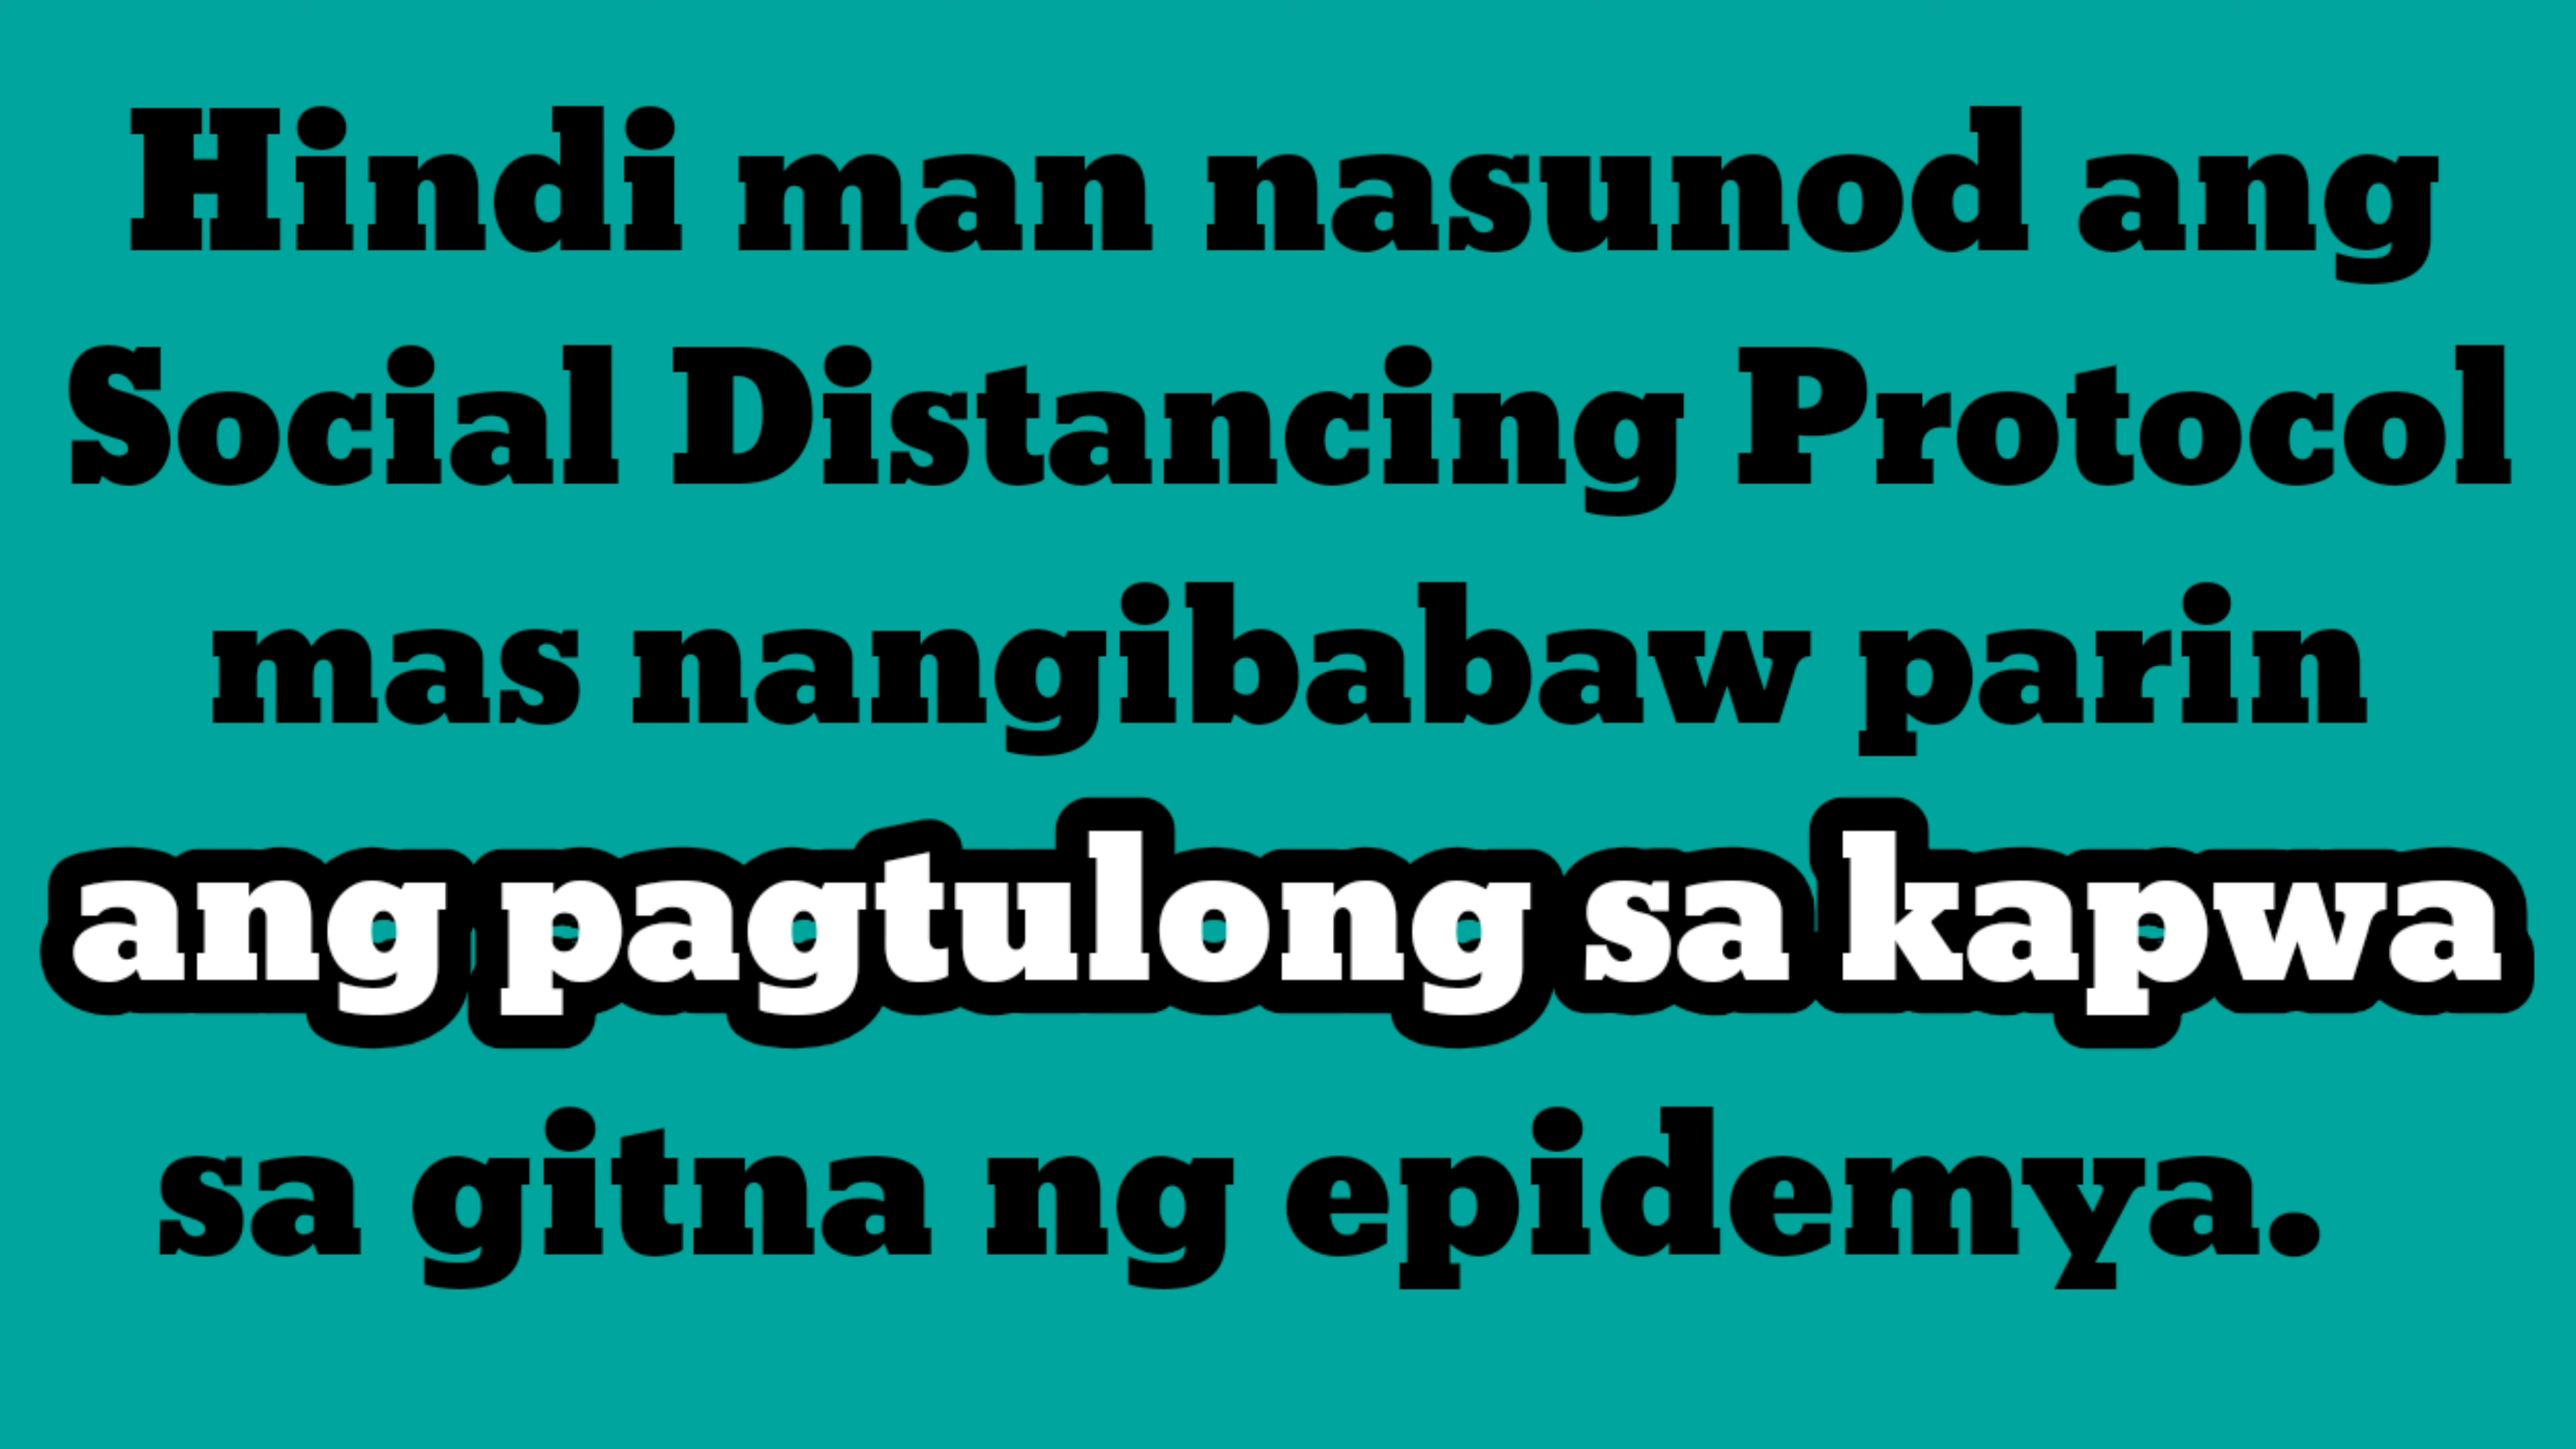 Hindi man nasunod ang
Social Distancing Protocol
mas nangibabaw parin
ang pagtulong sa kapwa
sa gitna ng epidemya.